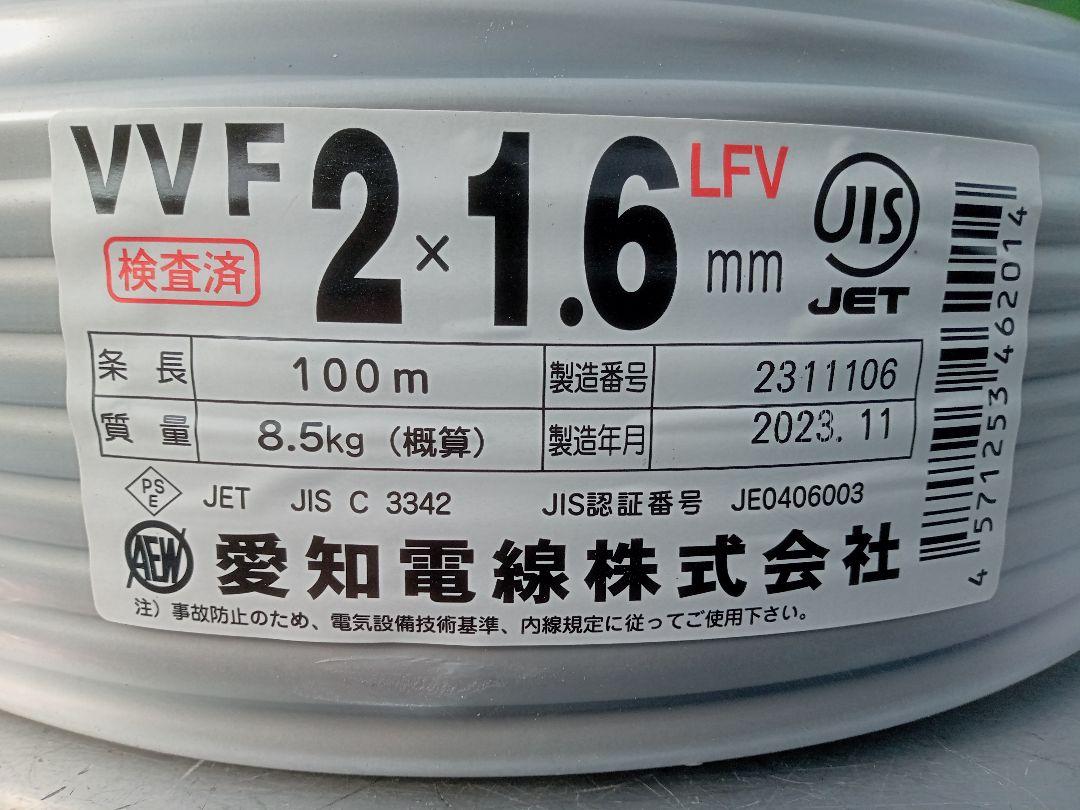 VVF 2×1.6 mm LFV
検査済
JIS
JET
条長 100m 製造番号 2311106
質量 8.5kg（概算） 製造年月 2023. 11
PSE JET JIS C 3342 JIS認証番号 JE0406003
AEW 愛知電線株式会社
注）事故防止のため、電気設備技術基準、内線規定に従ってご使用下さい。
4571253462014